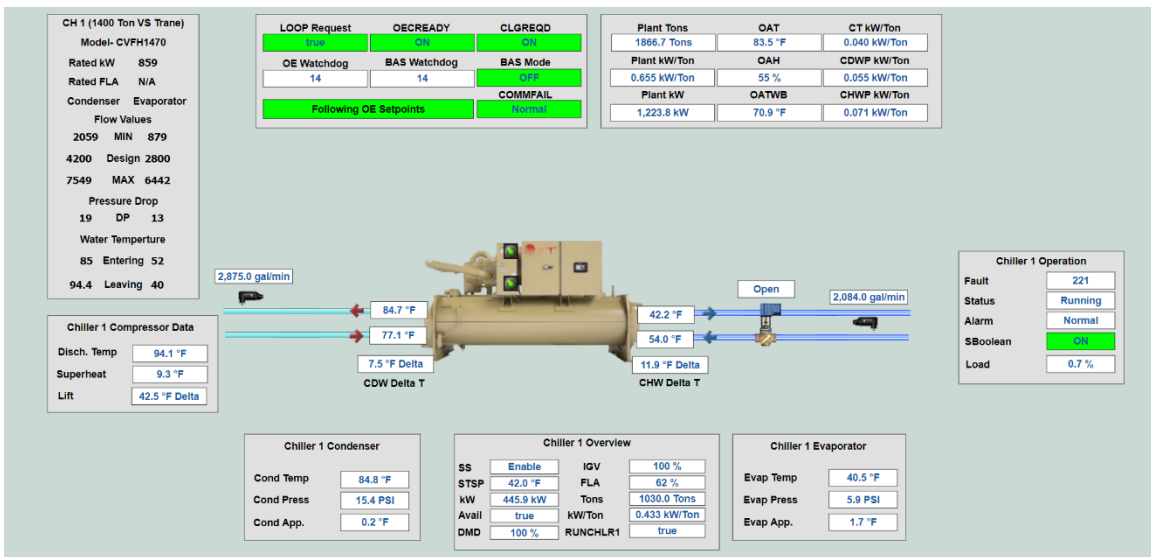 CH 1 (1400 Ton VS Trane)
Model- CVFH1470
Rated kW 859
Rated FLA N/A
Condenser Evaporator
Flow Values
2059 MIN 879
4200 Design 2800
7549 MAX 6442
Pressure Drop
19 DP 13
Water Temperture
85 Entering 52
94.4 Leaving 40
LOOP Request OECREADY CLGREQD
true ON ON
OE Watchdog BAS Watchdog BAS Mode
14 14 OFF
COMMFAIL
Following OE Setpoints Normal
Plant Tons OAT CT kW/Ton
1866.7 Tons 83.5 °F 0.040 kW/Ton
Plant kW/Ton OAH CDWP kW/Ton
0.655 kW/Ton 55 % 0.055 kW/Ton
Plant kW OATWB CHWP kW/Ton
1,223.8 kW 70.9 °F 0.071 kW/Ton
2,875.0 gal/min
84.7 °F
77.1 °F
7.5 °F Delta
CDW Delta T
Open
2,084.0 gal/min
42.2 °F
54.0 °F
11.9 °F Delta
CHW Delta T
Chiller 1 Operation
Fault 221
Status Running
Alarm Normal
SBoolean ON
Load 0.7 %
Chiller 1 Compressor Data
Disch. Temp 94.1 °F
Superheat 9.3 °F
Lift 42.5 °F Delta
Chiller 1 Condenser
Cond Temp 84.8 °F
Cond Press 15.4 PSI
Cond App. 0.2 °F
Chiller 1 Overview
SS Enable IGV 100 %
STSP 42.0 °F FLA 62 %
kW 445.9 kW Tons 1030.0 Tons
Avail true kW/Ton 0.433 kW/Ton
DMD 100 % RUNCHLR1 true
Chiller 1 Evaporator
Evap Temp 40.5 °F
Evap Press 5.9 PSI
Evap App. 1.7 °F